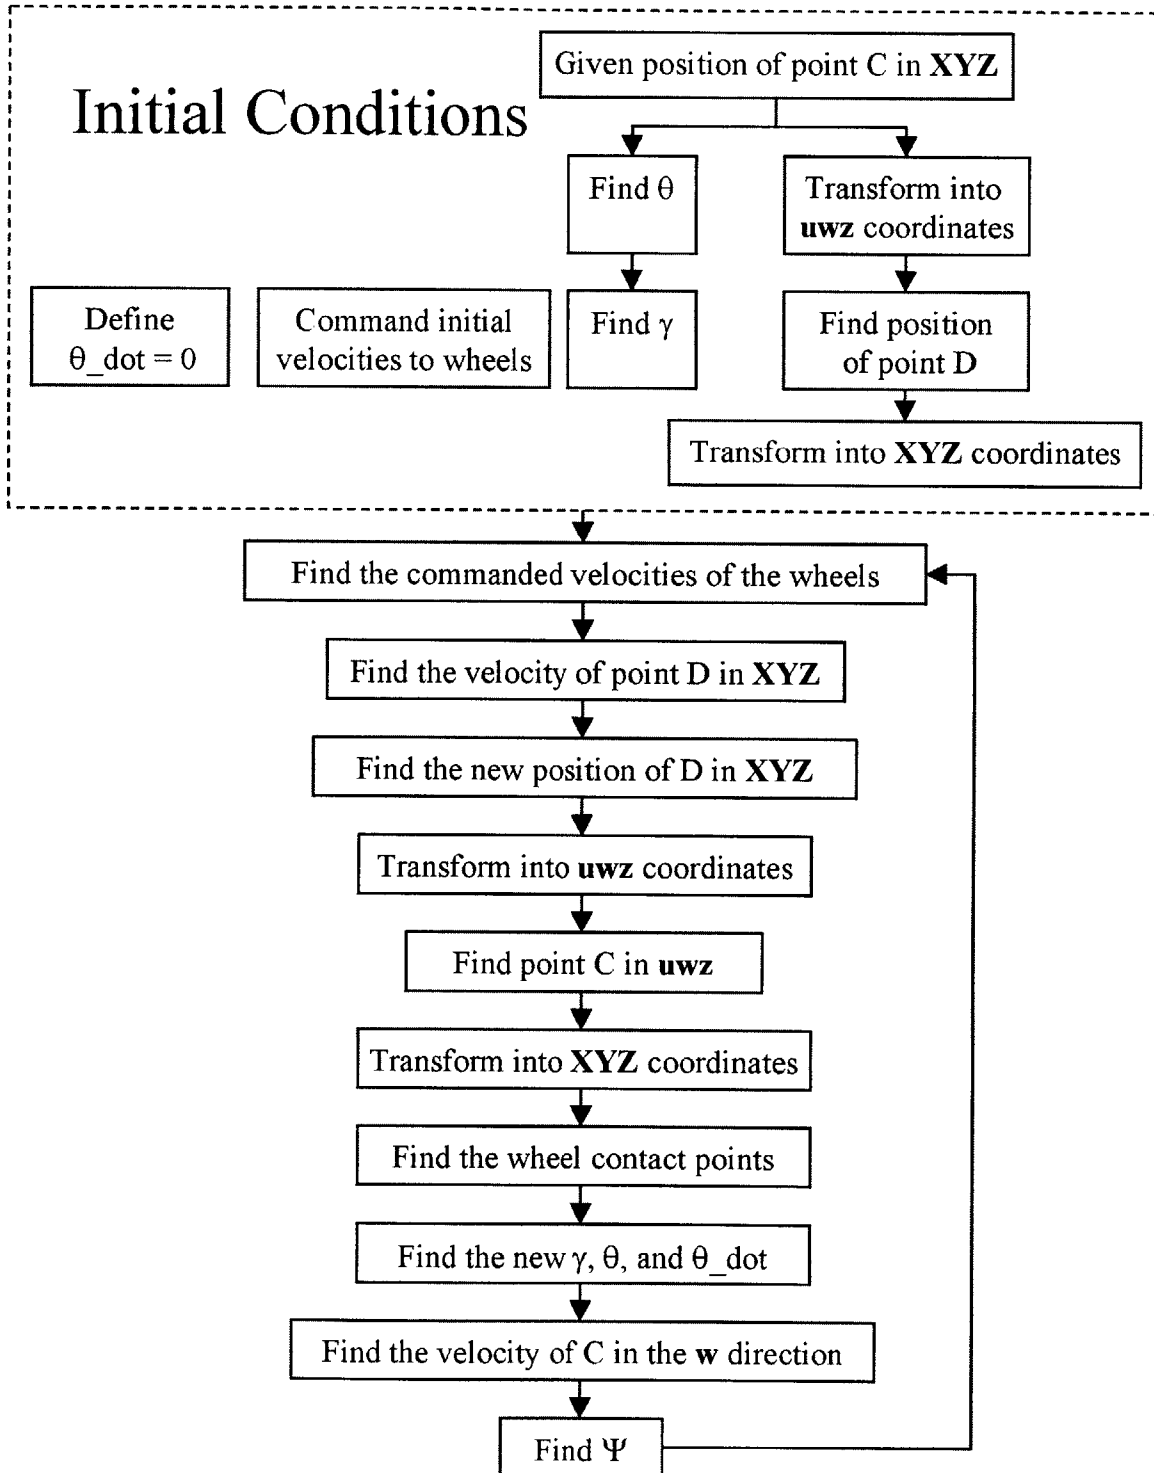 Given position of point C in XYZ
Initial Conditions
Find θ
Transform into
uwz coordinates
Define
θ_dot = 0
Command initial
velocities to wheels
Find γ
Find position
of point D
Transform into XYZ coordinates
Find the commanded velocities of the wheels
Find the velocity of point D in XYZ
Find the new position of D in XYZ
Transform into uwz coordinates
Find point C in uwz
Transform into XYZ coordinates
Find the wheel contact points
Find the new γ, θ, and θ_dot
Find the velocity of C in the w direction
Find Ψ